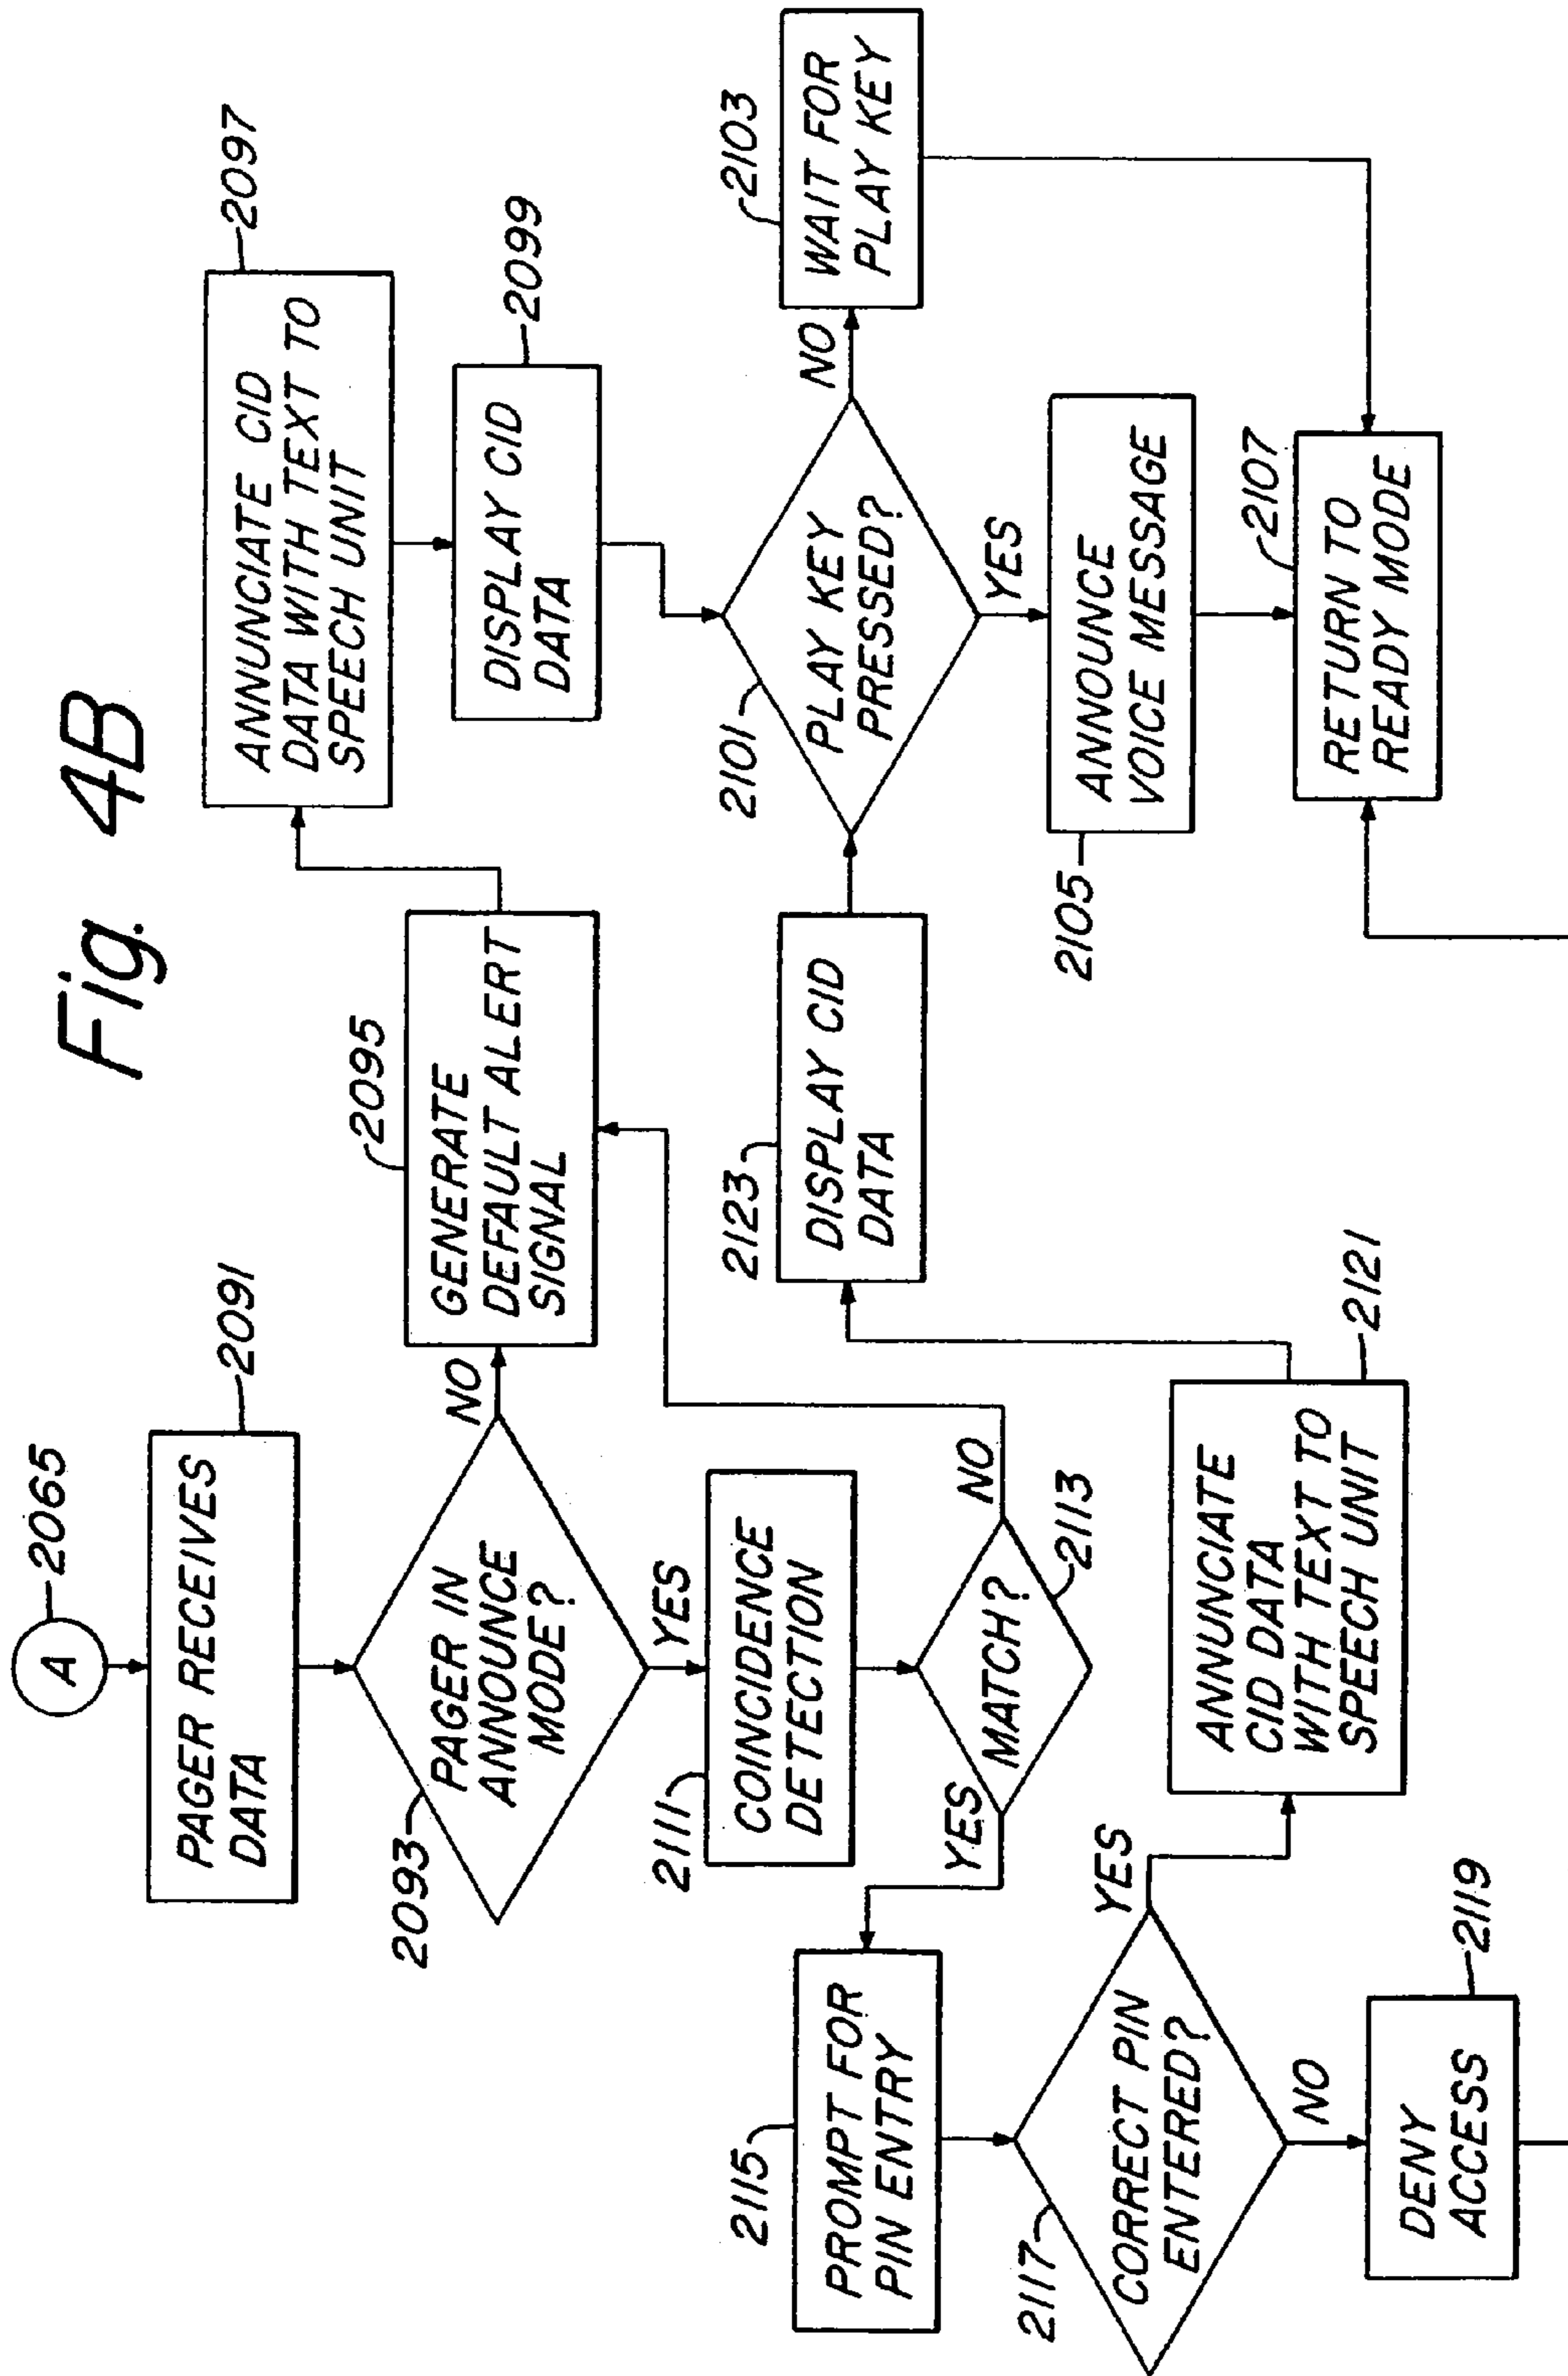 Fig. 4B
A
2065
PAGER RECEIVES
DATA
2091
2093
PAGER IN
ANNOUNCE
MODE?
NO
YES
2095
GENERATE
DEFAULT ALERT
SIGNAL
ANNUNCIATE CID
DATA WITH TEXT TO
SPEECH UNIT
2097
DISPLAY CID
DATA
2099
2111
COINCIDENCE
DETECTION
MATCH?
2113
YES
NO
2115
PROMPT FOR
PIN ENTRY
2117
CORRECT PIN
ENTERED?
YES
NO
DENY
ACCESS
2119
ANNUNCIATE
CID DATA
WITH TEXT TO
SPEECH UNIT
2121
2123
DISPLAY CID
DATA
2101
PLAY KEY
PRESSED?
NO
YES
2103
WAIT FOR
PLAY KEY
2105
ANNOUNCE
VOICE MESSAGE
2107
RETURN TO
READY MODE